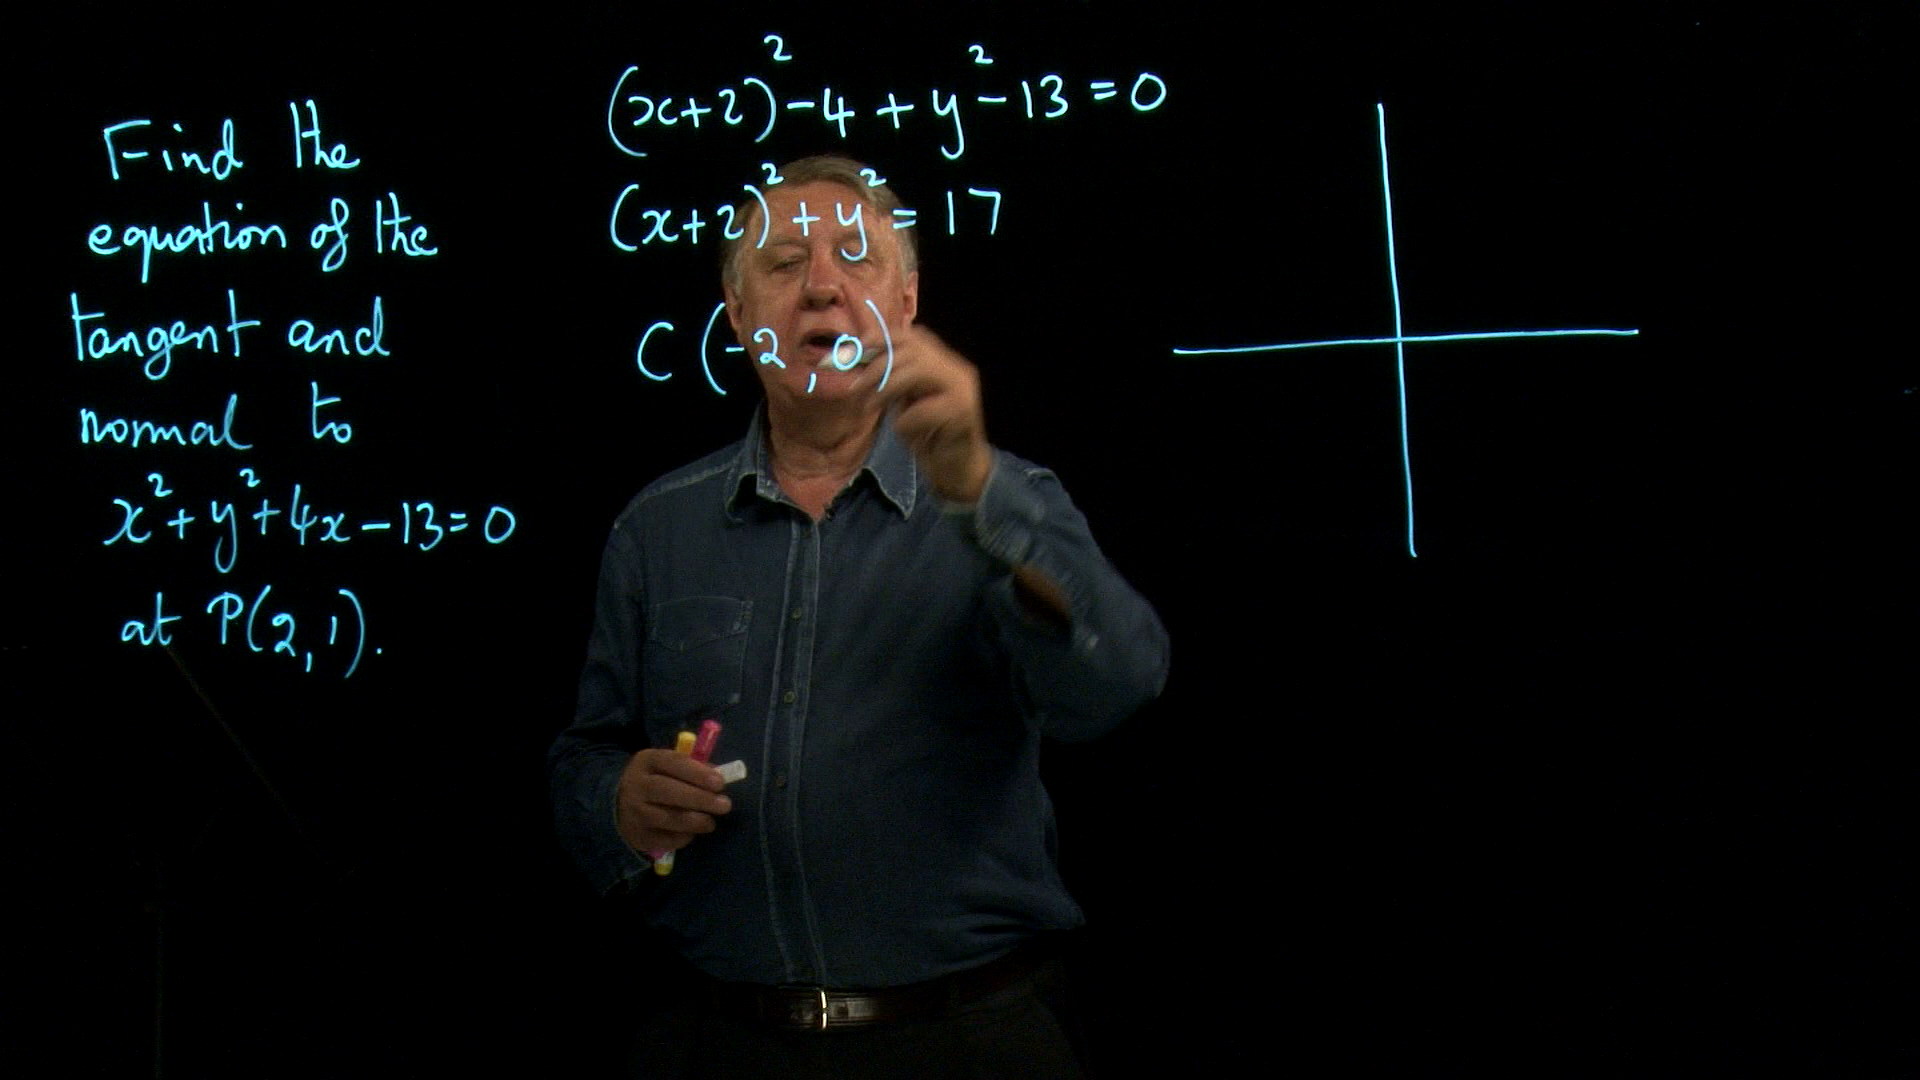 Find the
equation of the
tangent and
normal to
x² + y² + 4x - 13 = 0
at P(2, 1).
(x+2)² - 4 + y² - 13 = 0
(x+2)² + y² = 17
C (-2, 0)